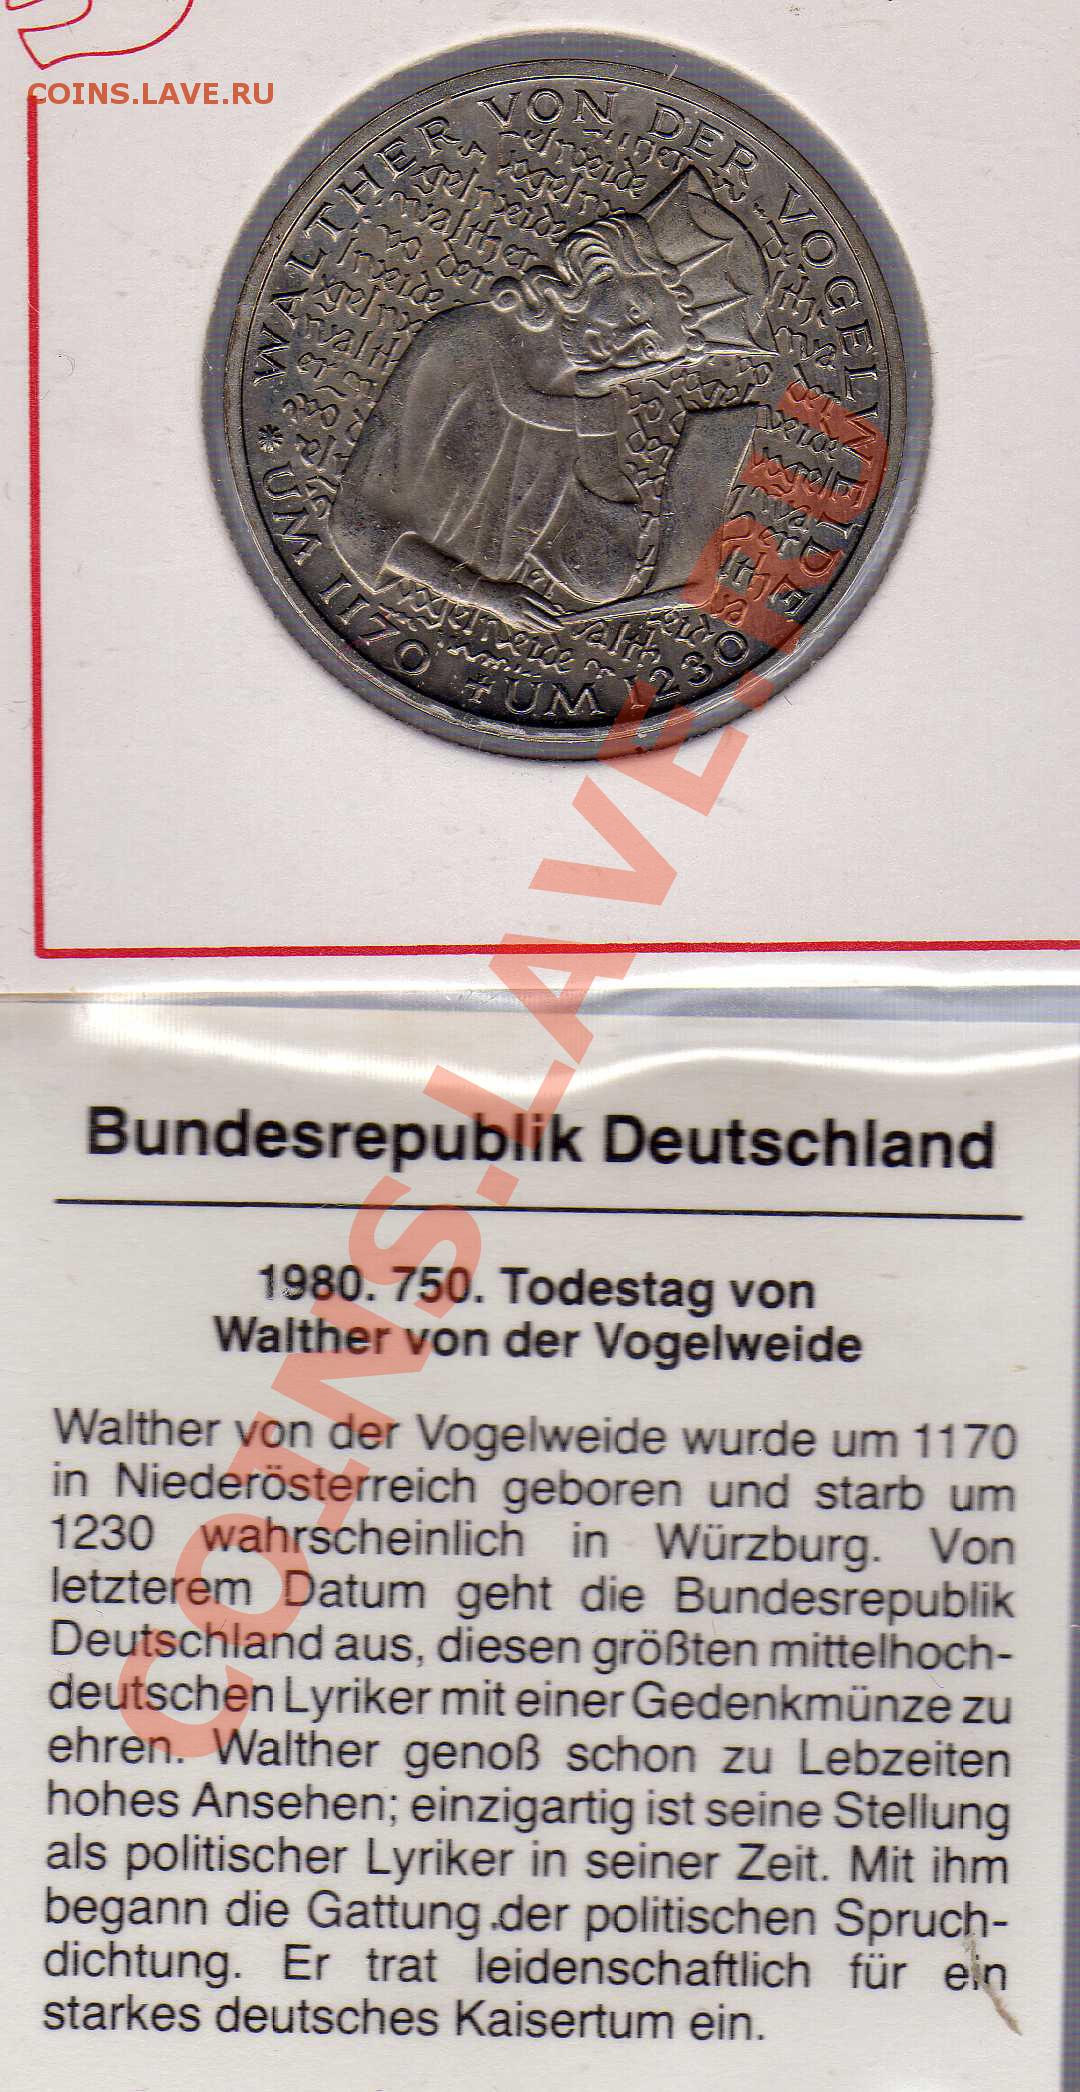 COINS.LAVE.RU
WALTHER VON DER VOGELWEIDE
* UM 1170 ✝ UM 1230
COINS.LAVE.RU
Bundesrepublik Deutschland
1980. 750. Todestag von
Walther von der Vogelweide
Walther von der Vogelweide wurde um 1170
in Niederösterreich geboren und starb um
1230 wahrscheinlich in Würzburg. Von
letzterem Datum geht die Bundesrepublik
Deutschland aus, diesen größten mittelhoch-
deutschen Lyriker mit einer Gedenkmünze zu
ehren. Walther genoß schon zu Lebzeiten
hohes Ansehen; einzigartig ist seine Stellung
als politischer Lyriker in seiner Zeit. Mit ihm
begann die Gattung der politischen Spruch-
dichtung. Er trat leidenschaftlich für ein
starkes deutsches Kaisertum ein.